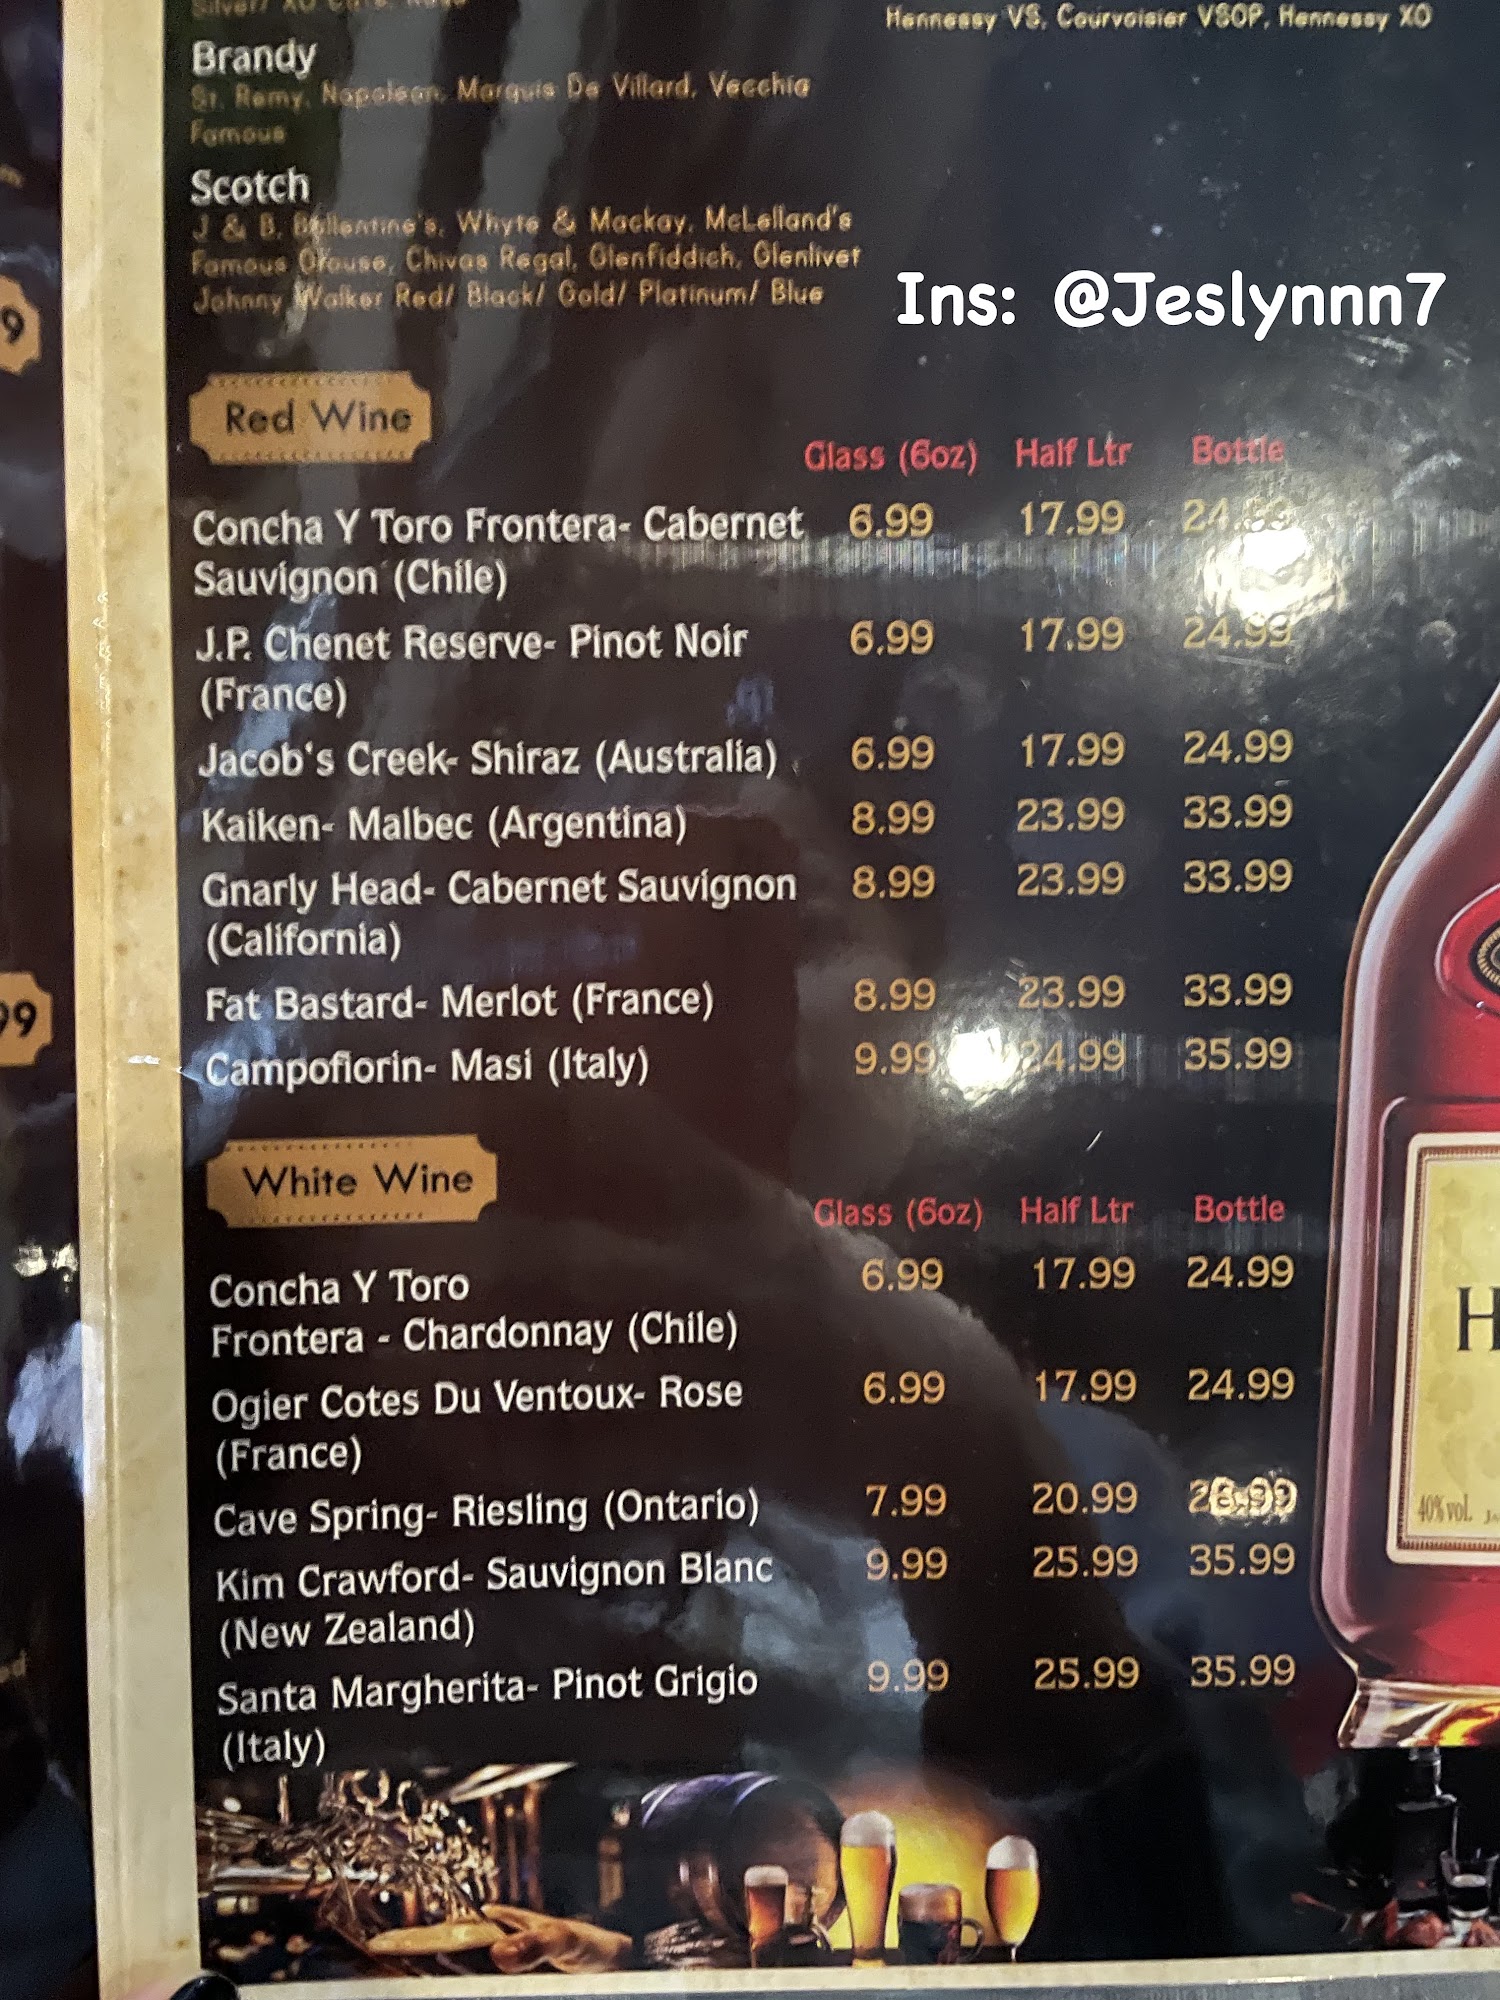 Hennessy VS, Courvoisier VSOP, Hennessy XO
Brandy
St. Remy, Napolean, Marquis De Villard, Vecchia
Famous
Scotch
J & B, Ballentine's, Whyte & Mackay, McLelland's
Famous Grouse, Chivas Regal, Glenfiddich, Glenlivet
Johnny Walker Red/ Black/ Gold/ Platinum/ Blue
Ins: @Jeslynnn7
Red Wine
Glass (6oz) Half Ltr Bottle
Concha Y Toro Frontera- Cabernet 6.99 17.99
Sauvignon (Chile)
J.P. Chenet Reserve- Pinot Noir 6.99 17.99 24.99
(France)
Jacob's Creek- Shiraz (Australia) 6.99 17.99 24.99
Kaiken- Malbec (Argentina) 8.99 23.99 33.99
Gnarly Head- Cabernet Sauvignon 8.99 23.99 33.99
(California)
Fat Bastard- Merlot (France) 8.99 23.99 33.99
Campofiorin- Masi (Italy) 9.99 24.99 35.99
White Wine
Glass (6oz) Half Ltr Bottle
Concha Y Toro 6.99 17.99 24.99
Frontera - Chardonnay (Chile)
Ogier Cotes Du Ventoux- Rose 6.99 17.99 24.99
(France)
Cave Spring- Riesling (Ontario) 7.99 20.99
Kim Crawford- Sauvignon Blanc 9.99 25.99 35.99
(New Zealand)
Santa Margherita- Pinot Grigio 9.99 25.99 35.99
(Italy)
40% vol.
9
99
H